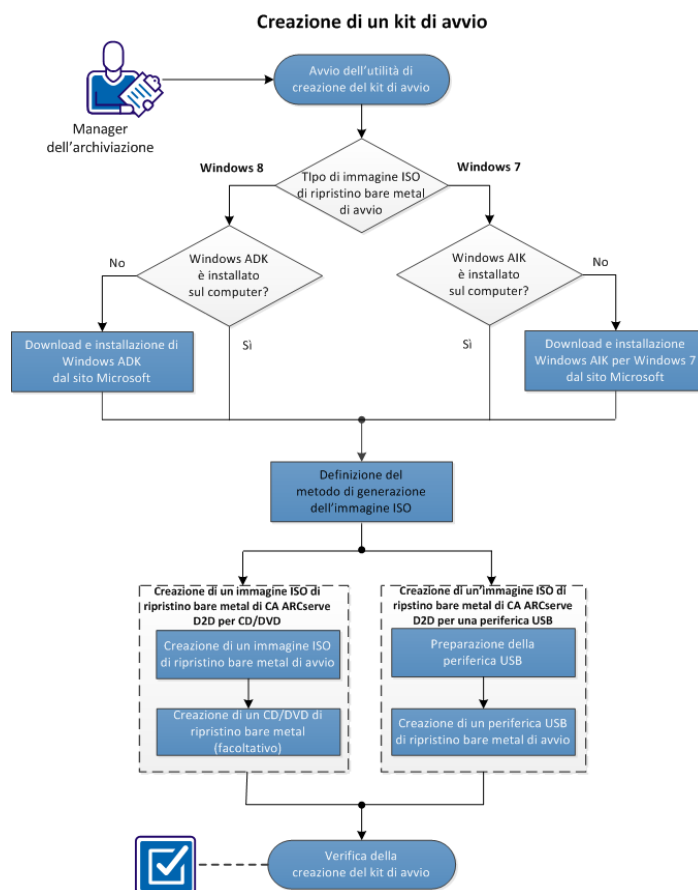 Creazione di un kit di avvio
Avvio dell'utilità di
creazione del kit di avvio
Manager
dell'archiviazione
Windows 8
Windows 7
TIpo di immagine ISO
di ripristino bare metal
di avvio
No
Windows ADK
è installato
sul computer?
Windows AIK
è installato
sul computer?
No
Download e installazione di
Windows ADK
dal sito Microsoft
Sì
Sì
Download e installazione
Windows AIK per Windows 7
dal sito Microsoft
Definizione del
metodo di generazione
dell'immagine ISO
Creazione di un immagine ISO di
ripristino bare metal di CA ARCserve
D2D per CD/DVD
Creazione di un immagine ISO
di ripristino bare metal di avvio
Creazione di un CD/DVD di
ripristino bare metal
(facoltativo)
Creazione di un'immagine ISO di
ripstino bare metal di CA ARCserve
D2D per una periferica USB
Preparazione della
periferica USB
Creazione di un periferica USB
di ripristino bare metal di avvio
Verifica della
creazione del kit di avvio